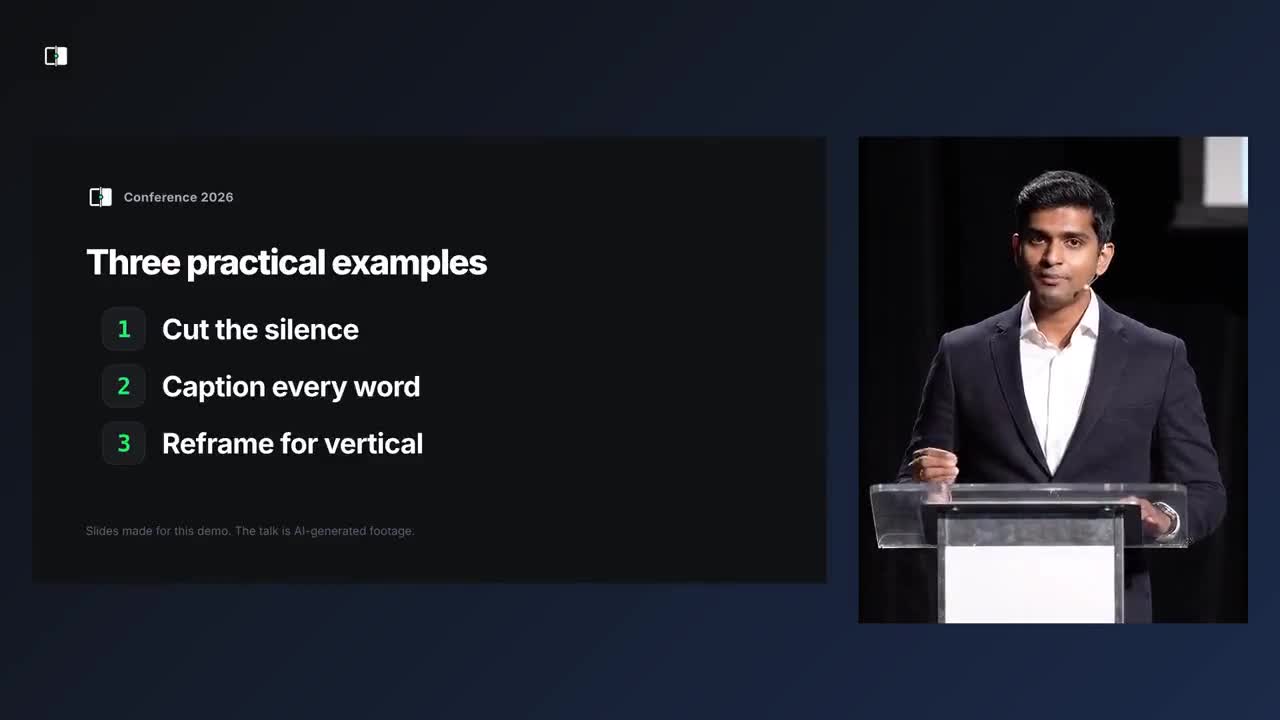 Conference 2026
Three practical examples
1 Cut the silence
2 Caption every word
3 Reframe for vertical
Slides made for this demo. The talk is AI-generated footage.